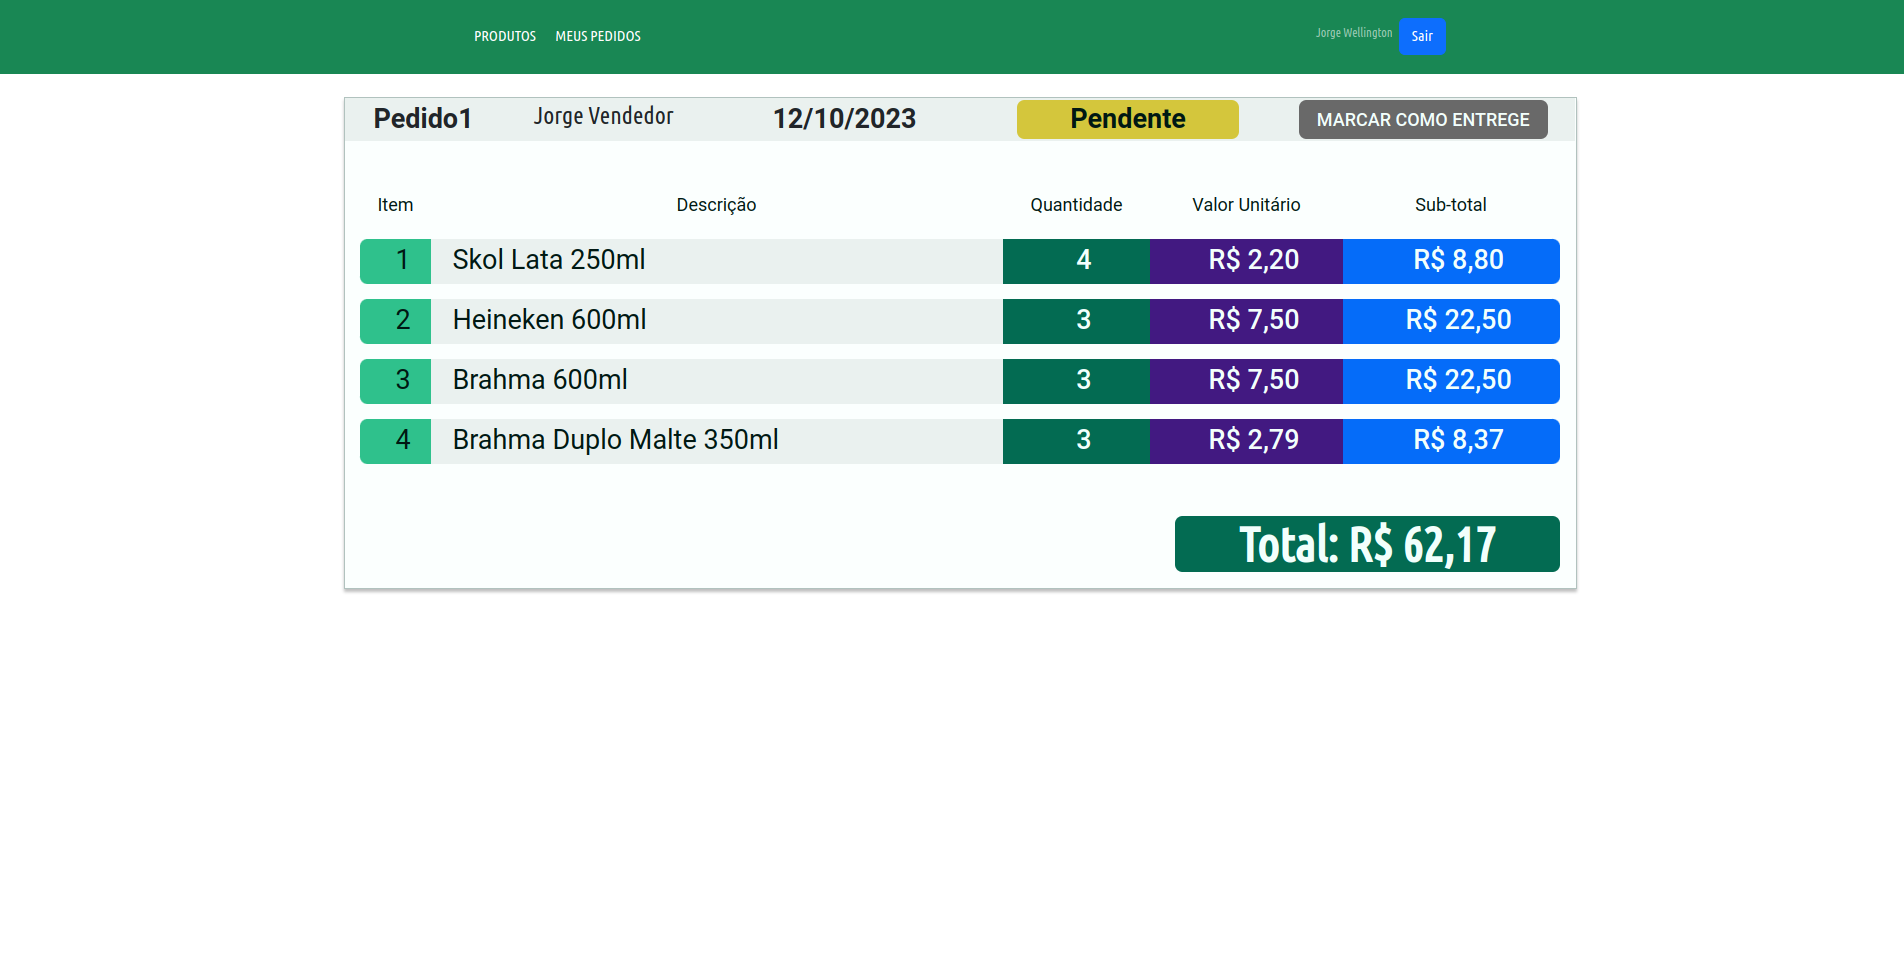 PRODUTOS MEUS PEDIDOS Jorge Wellington Sair
Pedido1 Jorge Vendedor 12/10/2023 Pendente MARCAR COMO ENTREGE
Item Descrição Quantidade Valor Unitário Sub-total
1 Skol Lata 250ml 4 R$ 2,20 R$ 8,80
2 Heineken 600ml 3 R$ 7,50 R$ 22,50
3 Brahma 600ml 3 R$ 7,50 R$ 22,50
4 Brahma Duplo Malte 350ml 3 R$ 2,79 R$ 8,37
Total: R$ 62,17